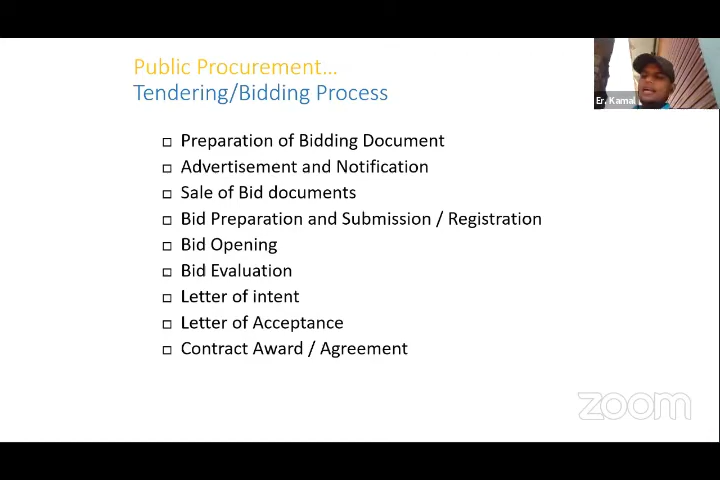 Public Procurement...
Tendering/Bidding Process
Er. Kamal
Preparation of Bidding Document
Advertisement and Notification
Sale of Bid documents
Bid Preparation and Submission / Registration
Bid Opening
Bid Evaluation
Letter of intent
Letter of Acceptance
Contract Award / Agreement
zoom